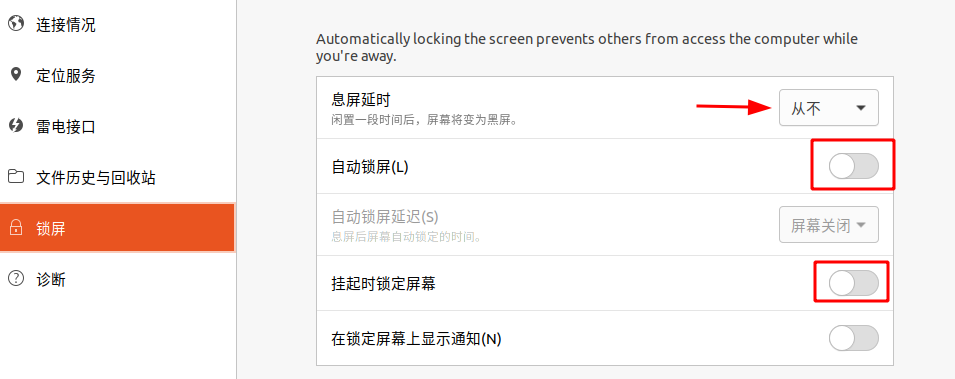 连接情况
定位服务
雷电接口
文件历史与回收站
锁屏
诊断
Automatically locking the screen prevents others from access the computer while
you're away.
息屏延时
闲置一段时间后，屏幕将变为黑屏。
从不
自动锁屏(L)
自动锁屏延迟(S)
息屏后屏幕自动锁定的时间。
屏幕关闭
挂起时锁定屏幕
在锁定屏幕上显示通知(N)